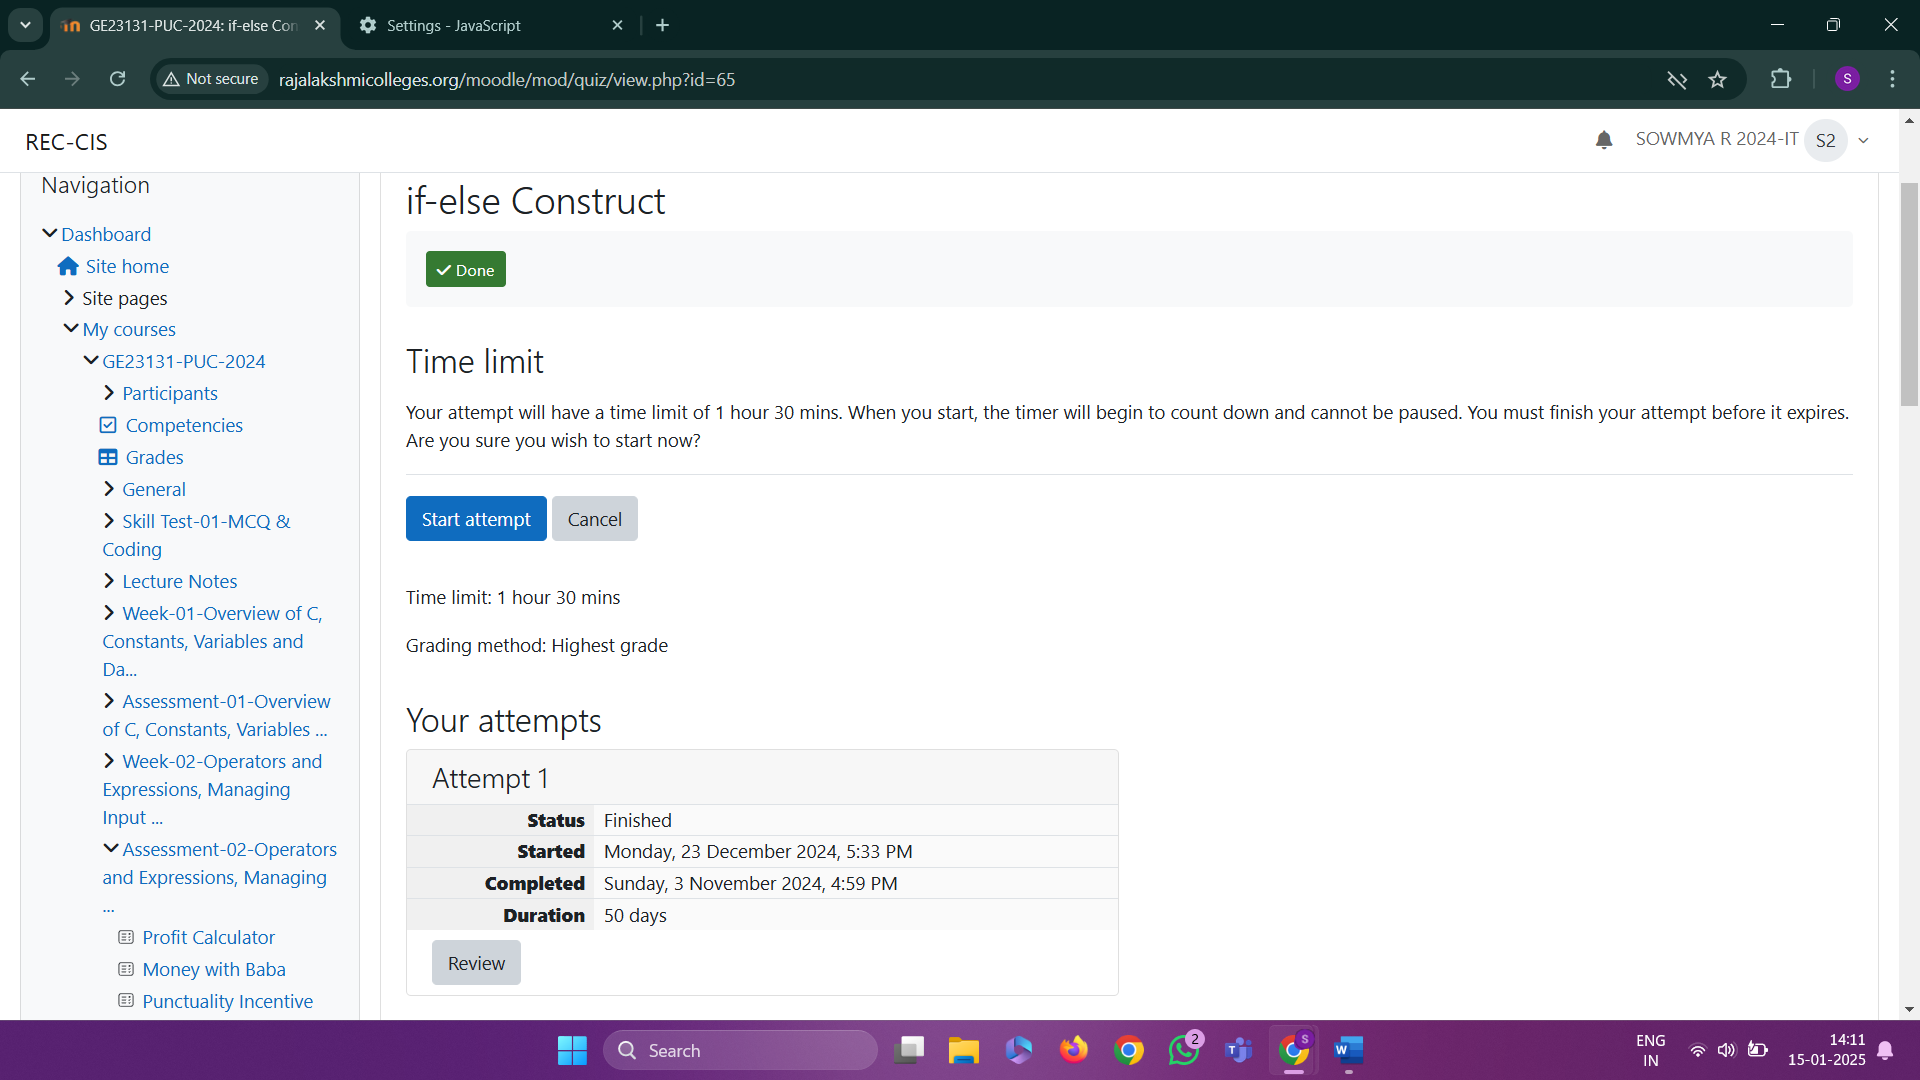 GE23131-PUC-2024: if-else Con
Settings - JavaScript
Not secure
rajalakshmicolleges.org/moodle/mod/quiz/view.php?id=65
S
REC-CIS
SOWMYA R 2024-IT
S2
Navigation
Dashboard
Site home
Site pages
My courses
GE23131-PUC-2024
Participants
Competencies
Grades
General
Skill Test-01-MCQ &
Coding
Lecture Notes
Week-01-Overview of C,
Constants, Variables and
Da...
Assessment-01-Overview
of C, Constants, Variables ...
Week-02-Operators and
Expressions, Managing
Input ...
Assessment-02-Operators
and Expressions, Managing
...
Profit Calculator
Money with Baba
Punctuality Incentive
if-else Construct
Done
Time limit
Your attempt will have a time limit of 1 hour 30 mins. When you start, the timer will begin to count down and cannot be paused. You must finish your attempt before it expires.
Are you sure you wish to start now?
Start attempt
Cancel
Time limit: 1 hour 30 mins
Grading method: Highest grade
Your attempts
Attempt 1
Status Finished
Started Monday, 23 December 2024, 5:33 PM
Completed Sunday, 3 November 2024, 4:59 PM
Duration 50 days
Review
Search
2
T
S
W
ENG
IN
14:11
15-01-2025